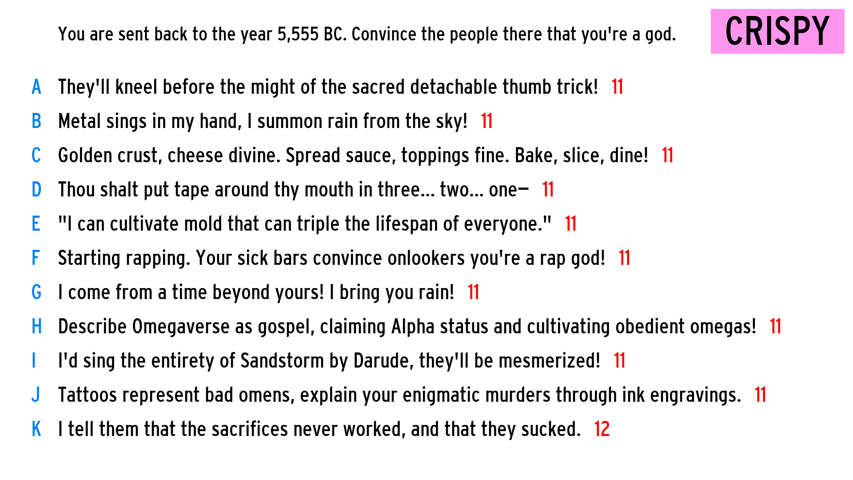 You are sent back to the year 5,555 BC. Convince the people there that you're a god.
CRISPY
A They'll kneel before the might of the sacred detachable thumb trick! 11
B Metal sings in my hand, I summon rain from the sky! 11
C Golden crust, cheese divine. Spread sauce, toppings fine. Bake, slice, dine! 11
D Thou shalt put tape around thy mouth in three... two... one— 11
E "I can cultivate mold that can triple the lifespan of everyone." 11
F Starting rapping. Your sick bars convince onlookers you're a rap god! 11
G I come from a time beyond yours! I bring you rain! 11
H Describe Omegaverse as gospel, claiming Alpha status and cultivating obedient omegas! 11
I I'd sing the entirety of Sandstorm by Darude, they'll be mesmerized! 11
J Tattoos represent bad omens, explain your enigmatic murders through ink engravings. 11
K I tell them that the sacrifices never worked, and that they sucked. 12